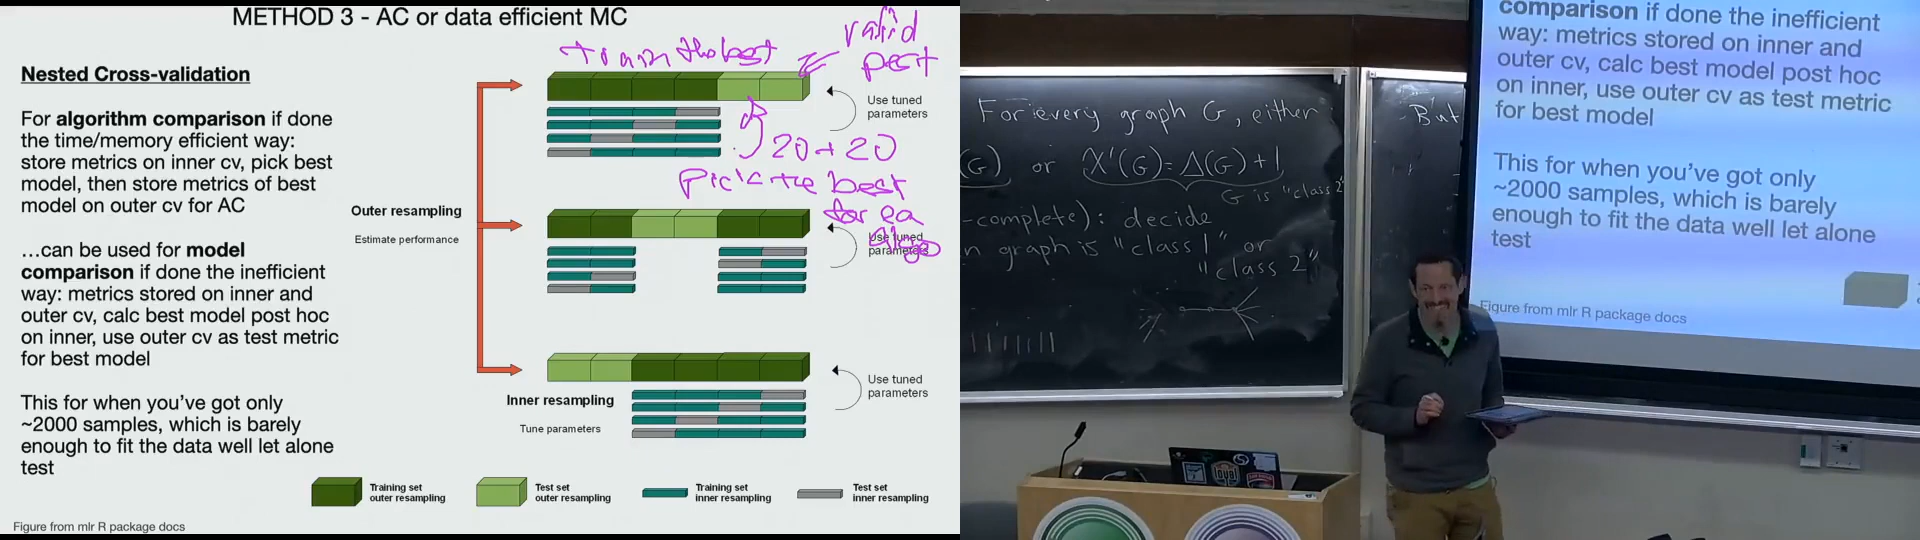 METHOD 3 - AC or data efficient MC
Nested Cross-validation
For algorithm comparison if done
the time/memory efficient way:
store metrics on inner cv, pick best
model, then store metrics of best
model on outer cv for AC
…can be used for model
comparison if done the inefficient
way: metrics stored on inner and
outer cv, calc best model post hoc
on inner, use outer cv as test metric
for best model
This for when you've got only
~2000 samples, which is barely
enough to fit the data well let alone
test
Figure from mlr R package docs
Outer resampling
Estimate performance
Train the best
valid
perf
Use tuned
parameters
20 + 20
pick the best
for ea
algo
Use tuned
parameters
Use tuned
parameters
Inner resampling
Tune parameters
Training set
outer resampling
Test set
outer resampling
Training set
inner resampling
Test set
inner resampling
For every graph G, either
(G) or χ'(G)=Δ(G)+1
G is "class 2"
-complete): decide
n graph is "class 1" or
"class 2"
But
comparison if done the inefficient
way: metrics stored on inner and
outer cv, calc best model post hoc
on inner, use outer cv as test metric
for best model
This for when you've got only
~2000 samples, which is barely
enough to fit the data well let alone
test
Figure from mlr R package docs